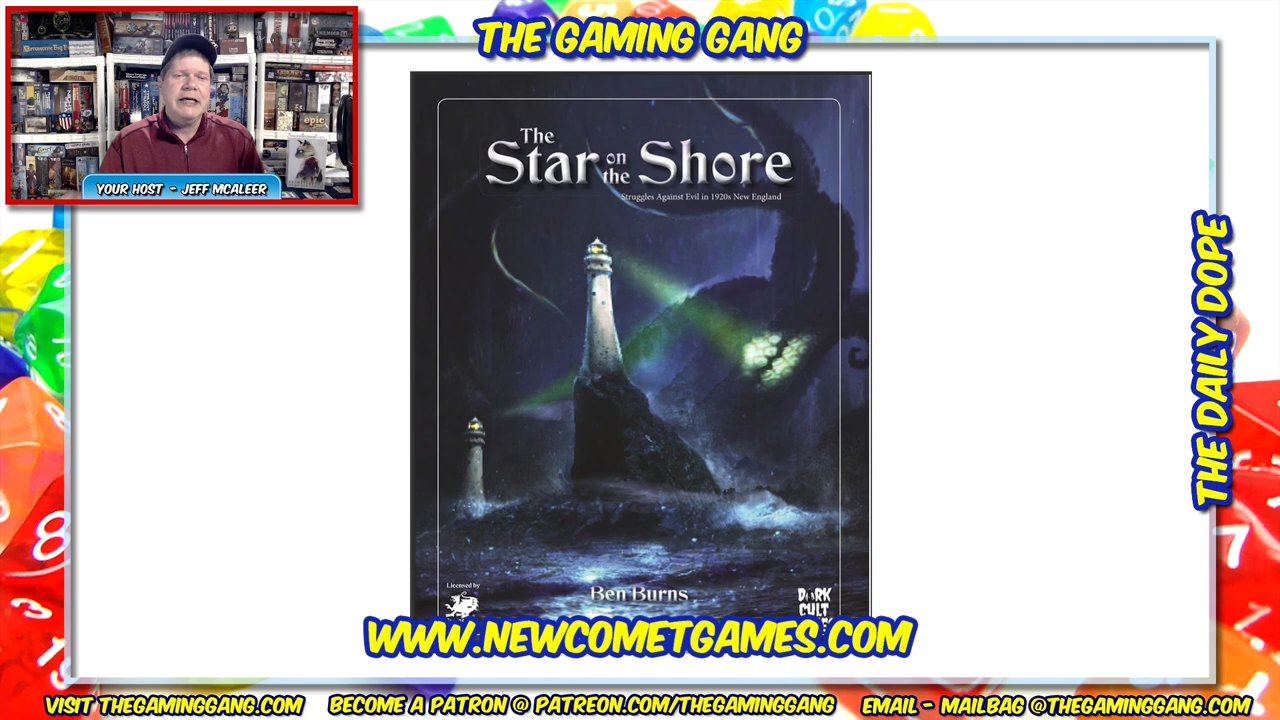 THE GAMING GANG
YOUR HOST - JEFF MCALEER
epic
The
Star on the Shore
Struggles Against Evil in 1920s New England
THE DAILY DOPE
Licensed by
Ben Burns
DARK
CULT
WWW.NEWCOMETGAMES.COM
VISIT THEGAMINGGANG.COM
BECOME A PATRON @ PATREON.COM/THEGAMINGGANG
EMAIL - MAILBAG @THEGAMINGGANG.COM